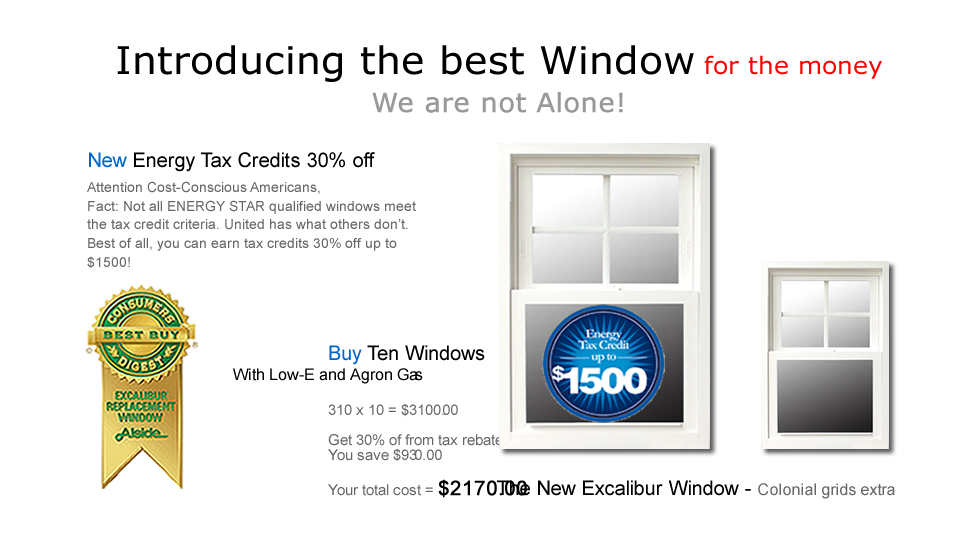 Introducing the best Window for the money
We are not Alone!
New Energy Tax Credits 30% off
Attention Cost-Conscious Americans,
Fact: Not all ENERGY STAR qualified windows meet
the tax credit criteria. United has what others don’t.
Best of all, you can earn tax credits 30% off up to
$1500!
CONSUMERS
BEST BUY
DIGEST
©
®
EXCALIBUR
REPLACEMENT
WINDOW
Alside
Buy Ten Windows
With Low-E and Agron Gas
310 x 10 = $3100.00
Get 30% of from tax rebate
You save $930.00
Your total cost = $2170.00
Energy
Tax Credit
up to
$1500
The New Excalibur Window - Colonial grids extra